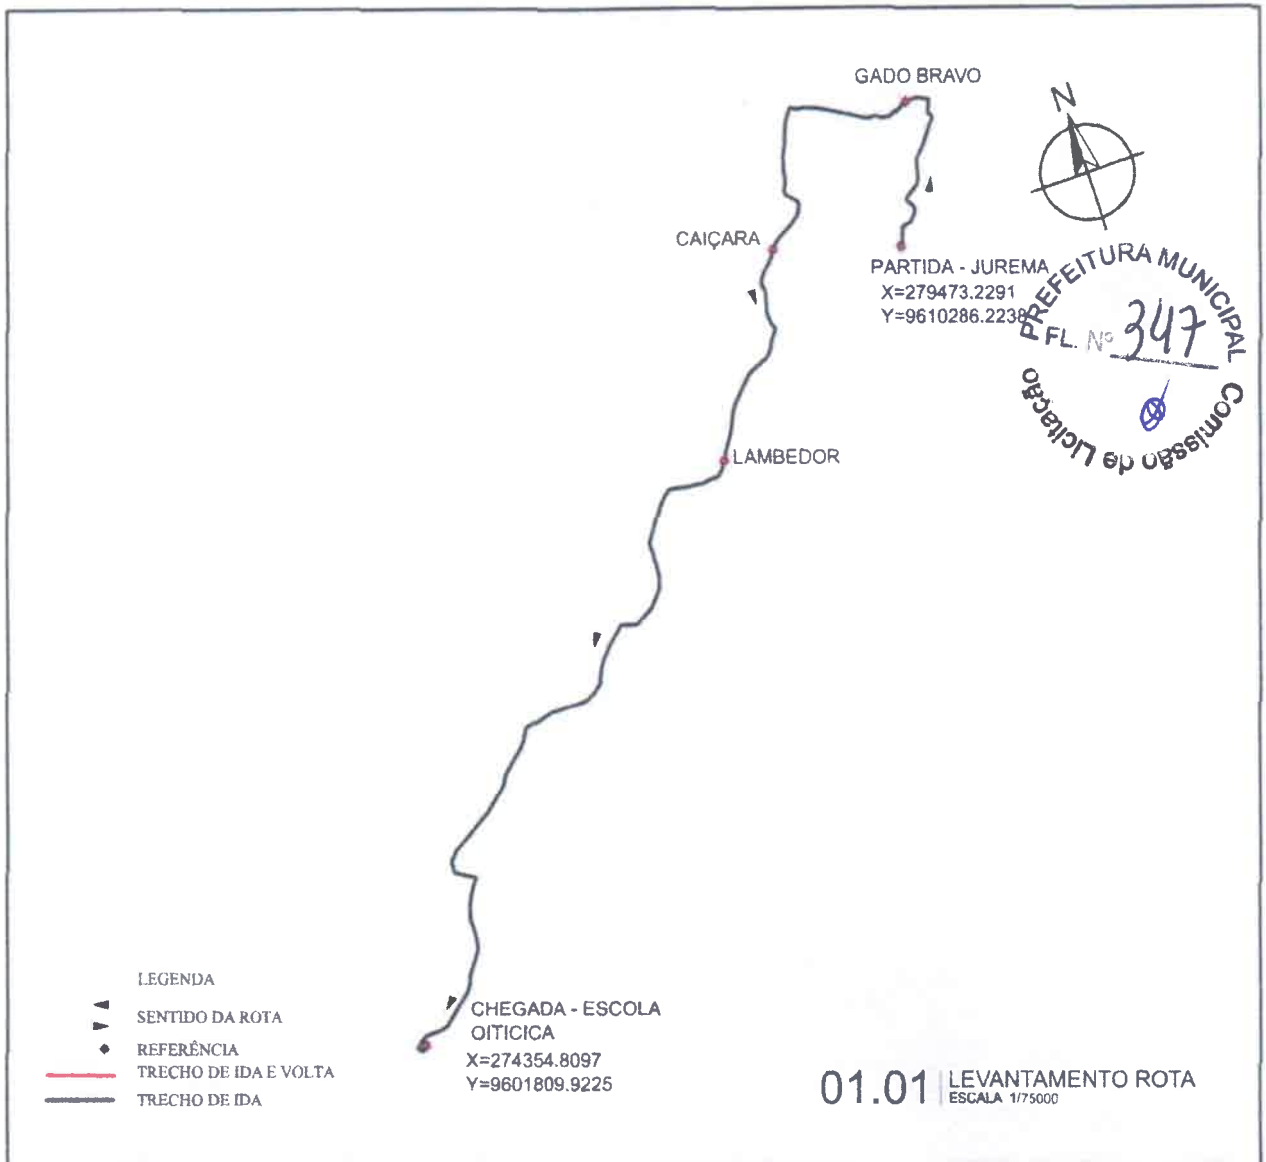 GADO BRAVO
N
CAIÇARA
PARTIDA - JUREMA
X=279473.2291
Y=9610286.2238
PREFEITURA MUNICIPAL
FL. Nº 347
Comissão de Licitação
LAMBEDOR
LEGENDA
SENTIDO DA ROTA
REFERÊNCIA
TRECHO DE IDA E VOLTA
TRECHO DE IDA
CHEGADA - ESCOLA
OITICICA
X=274354.8097
Y=9601809.9225
01.01 LEVANTAMENTO ROTA
ESCALA 1/75000